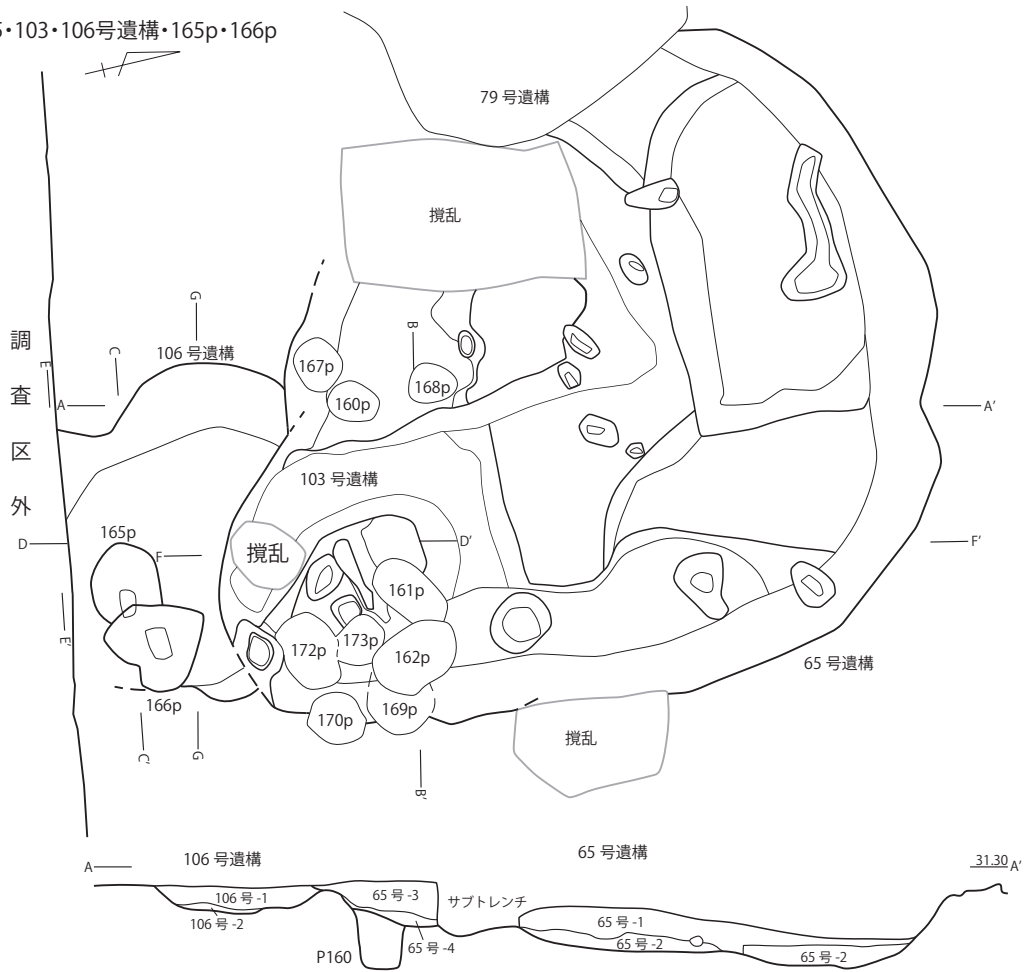 ・103・106号遺構・165p・166p
79 号遺構
撹乱
調査区外
G
B
C
106 号遺構
E
A
A'
167p
160p
168p
103 号遺構
165p
D
D'
F
F'
撹乱
161p
E'
172p
173p
162p
65 号遺構
166p
170p
169p
撹乱
C'
G
B'
A
106 号遺構
65 号遺構
31.30
A'
106 号 -1
106 号 -2
65 号 -3
サブトレンチ
65 号 -1
65 号 -4
65 号 -2
65 号 -2
P160